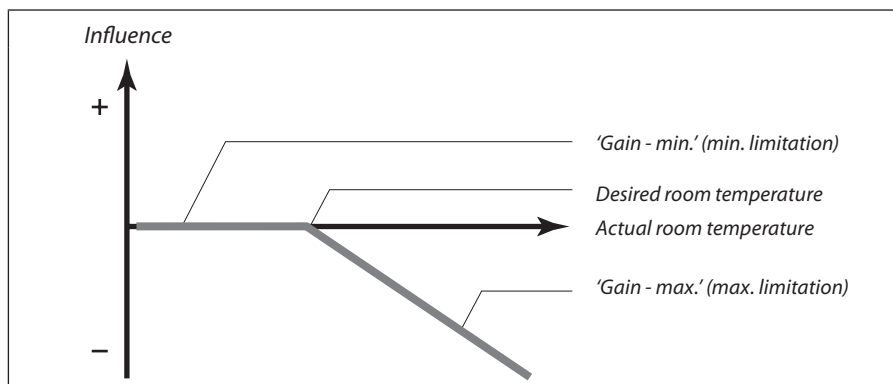 Influence
+
‘Gain - min.’ (min. limitation)
Desired room temperature
Actual room temperature
‘Gain - max.’ (max. limitation)
−